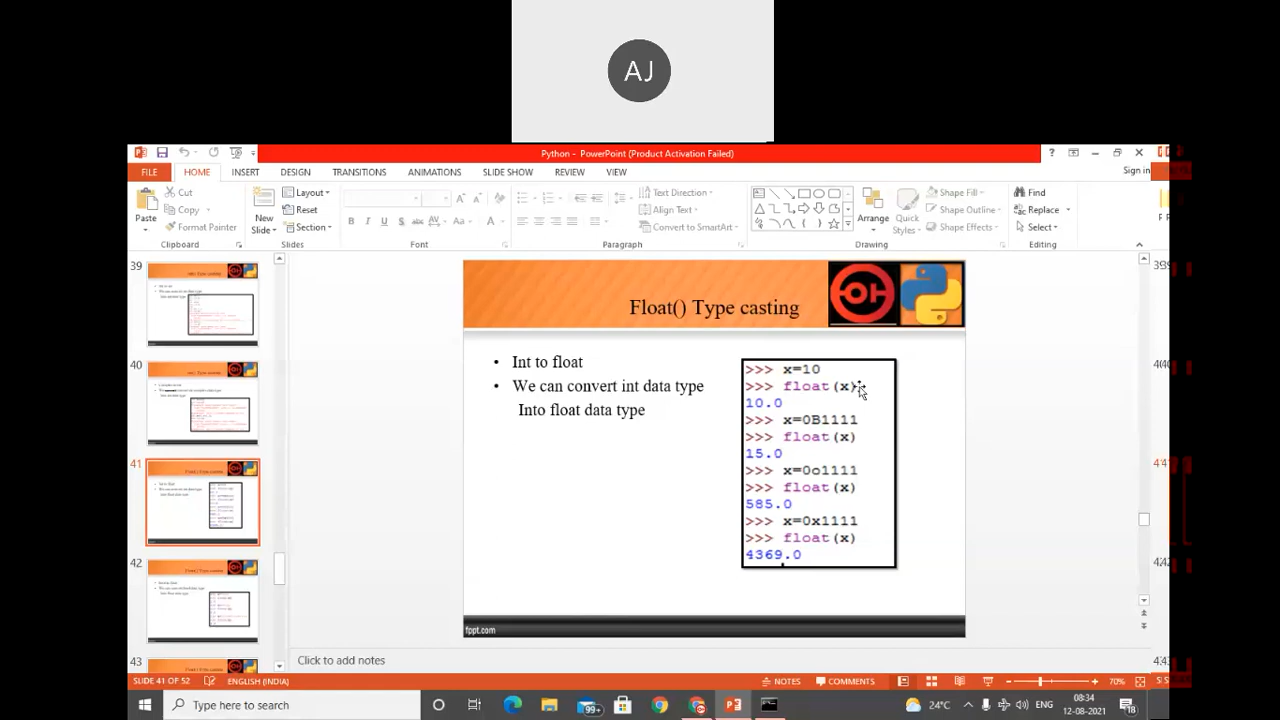 AJ
Python - PowerPoint (Product Activation Failed)
FILE HOME INSERT DESIGN TRANSITIONS ANIMATIONS SLIDE SHOW REVIEW VIEW Sign in
Paste
Cut
Copy
Format Painter
Clipboard
New
Slide
Layout
Reset
Section
Slides
Font
Text Direction
Align Text
Convert to SmartArt
Paragraph
Arrange
Quick
Styles
Shape Fill
Shape Outline
Shape Effects
Drawing
Find
Replace
Select
Editing
39
40
41
42
43
Float() Type casting
• Int to float
• We can convert int data type
Into float data type
>>> x=10
>>> float(x)
10.0
>>> x=0B1111
>>> float(x)
15.0
>>> x=0o1111
>>> float(x)
585.0
>>> x=0x1111
>>> float(x)
4369.0
fppt.com
Click to add notes
SLIDE 41 OF 52 ENGLISH (INDIA) NOTES COMMENTS 70%
Type here to search
99+
24°C ENG 08:34
12-08-2021
18